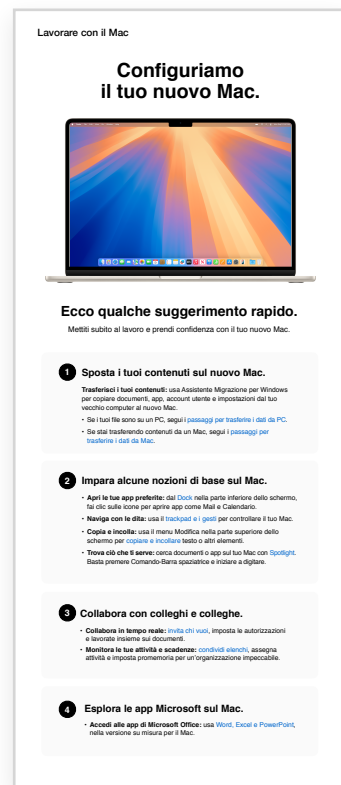 Lavorare con il Mac
Configuriamo
il tuo nuovo Mac.
Ecco qualche suggerimento rapido.
Mettiti subito al lavoro e prendi confidenza con il tuo nuovo Mac.
1 Sposta i tuoi contenuti sul nuovo Mac.
Trasferisci i tuoi contenuti: usa Assistente Migrazione per Windows
per copiare documenti, app, account utente e impostazioni dal tuo
vecchio computer al nuovo Mac.
• Se i tuoi file sono su un PC, segui i passaggi per trasferire i dati da PC.
• Se stai trasferendo contenuti da un Mac, segui i passaggi per
trasferire i dati da Mac.
2 Impara alcune nozioni di base sul Mac.
• Apri le tue app preferite: dal Dock nella parte inferiore dello schermo,
fai clic sulle icone per aprire app come Mail e Calendario.
• Naviga con le dita: usa il trackpad e i gesti per controllare il tuo Mac.
• Copia e incolla: usa il menu Modifica nella parte superiore dello
schermo per copiare e incollare testo o altri elementi.
• Trova ciò che ti serve: cerca documenti o app sul tuo Mac con Spotlight.
Basta premere Comando-Barra spaziatrice e iniziare a digitare.
3 Collabora con colleghi e colleghe.
• Collabora in tempo reale: invita chi vuoi, imposta le autorizzazioni
e lavorate insieme sui documenti.
• Monitora le tue attività e scadenze: condividi elenchi, assegna
attività e imposta promemoria per un'organizzazione impeccabile.
4 Esplora le app Microsoft sul Mac.
• Accedi alle app di Microsoft Office: usa Word, Excel e PowerPoint,
nella versione su misura per il Mac.